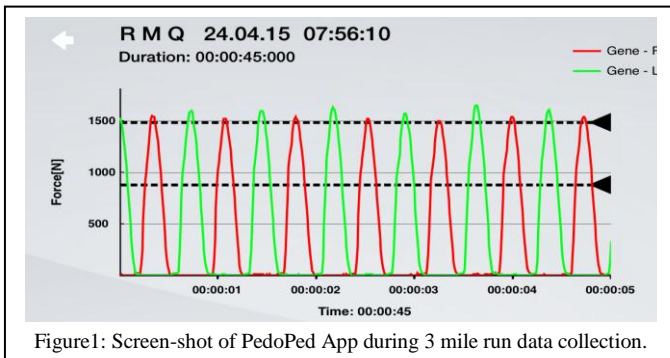 R M Q 24.04.15 07:56:10
Duration: 00:00:45:000
Gene - R
Gene - L
1500
1000
500
Force[N]
00:00:01 00:00:02 00:00:03 00:00:04 00:00:05
Time: 00:00:45
Figure1: Screen-shot of PedoPed App during 3 mile run data collection.